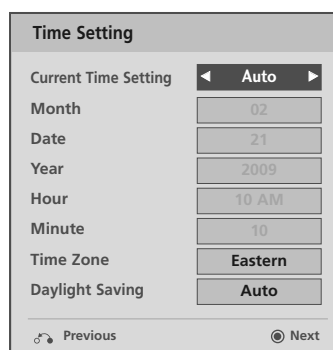 Time Setting
Current Time Setting Auto
Month 02
Date 21
Year 2009
Hour 10 AM
Minute 10
Time Zone Eastern
Daylight Saving Auto
Previous Next